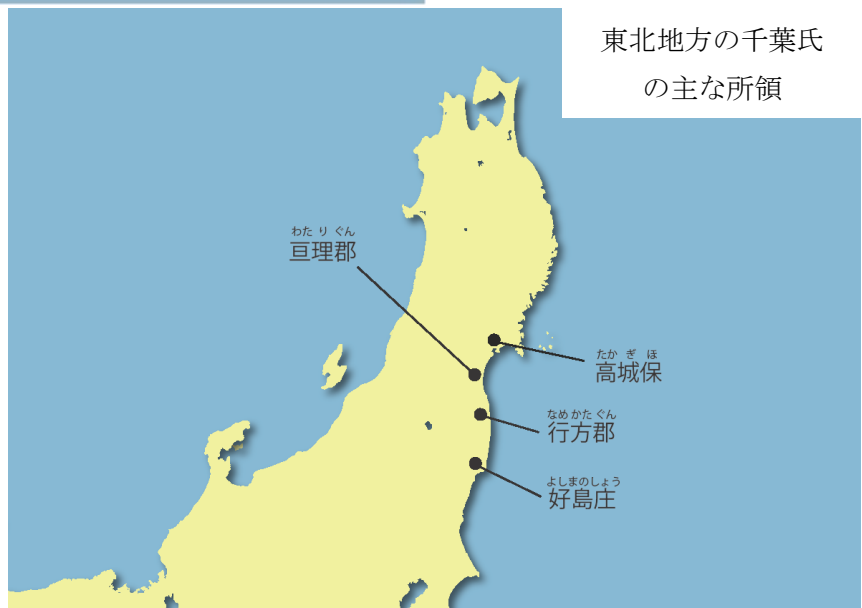 東北地方の千葉氏
の主な所領
わたりぐん
亘理郡
たかぎほ
高城保
なめかたぐん
行方郡
よしまのしょう
好島庄